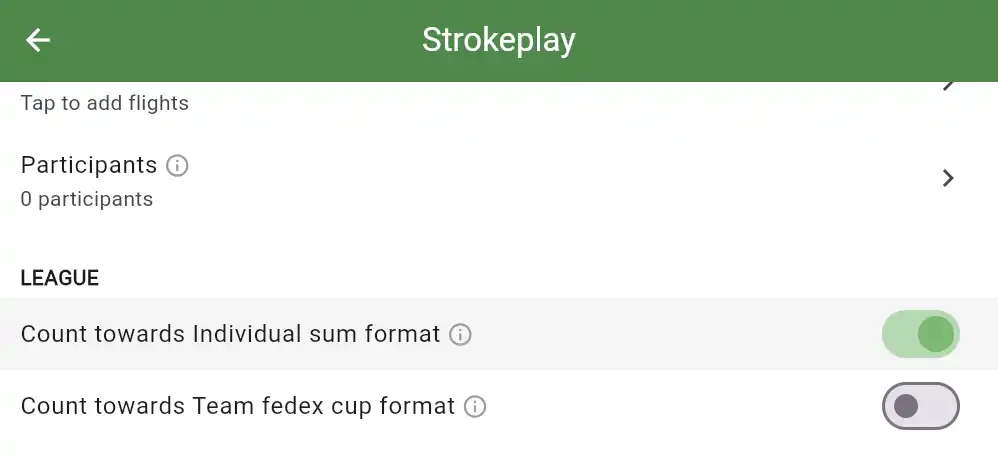 Strokeplay
Tap to add flights
Participants
0 participants
LEAGUE
Count towards Individual sum format
Count towards Team fedex cup format